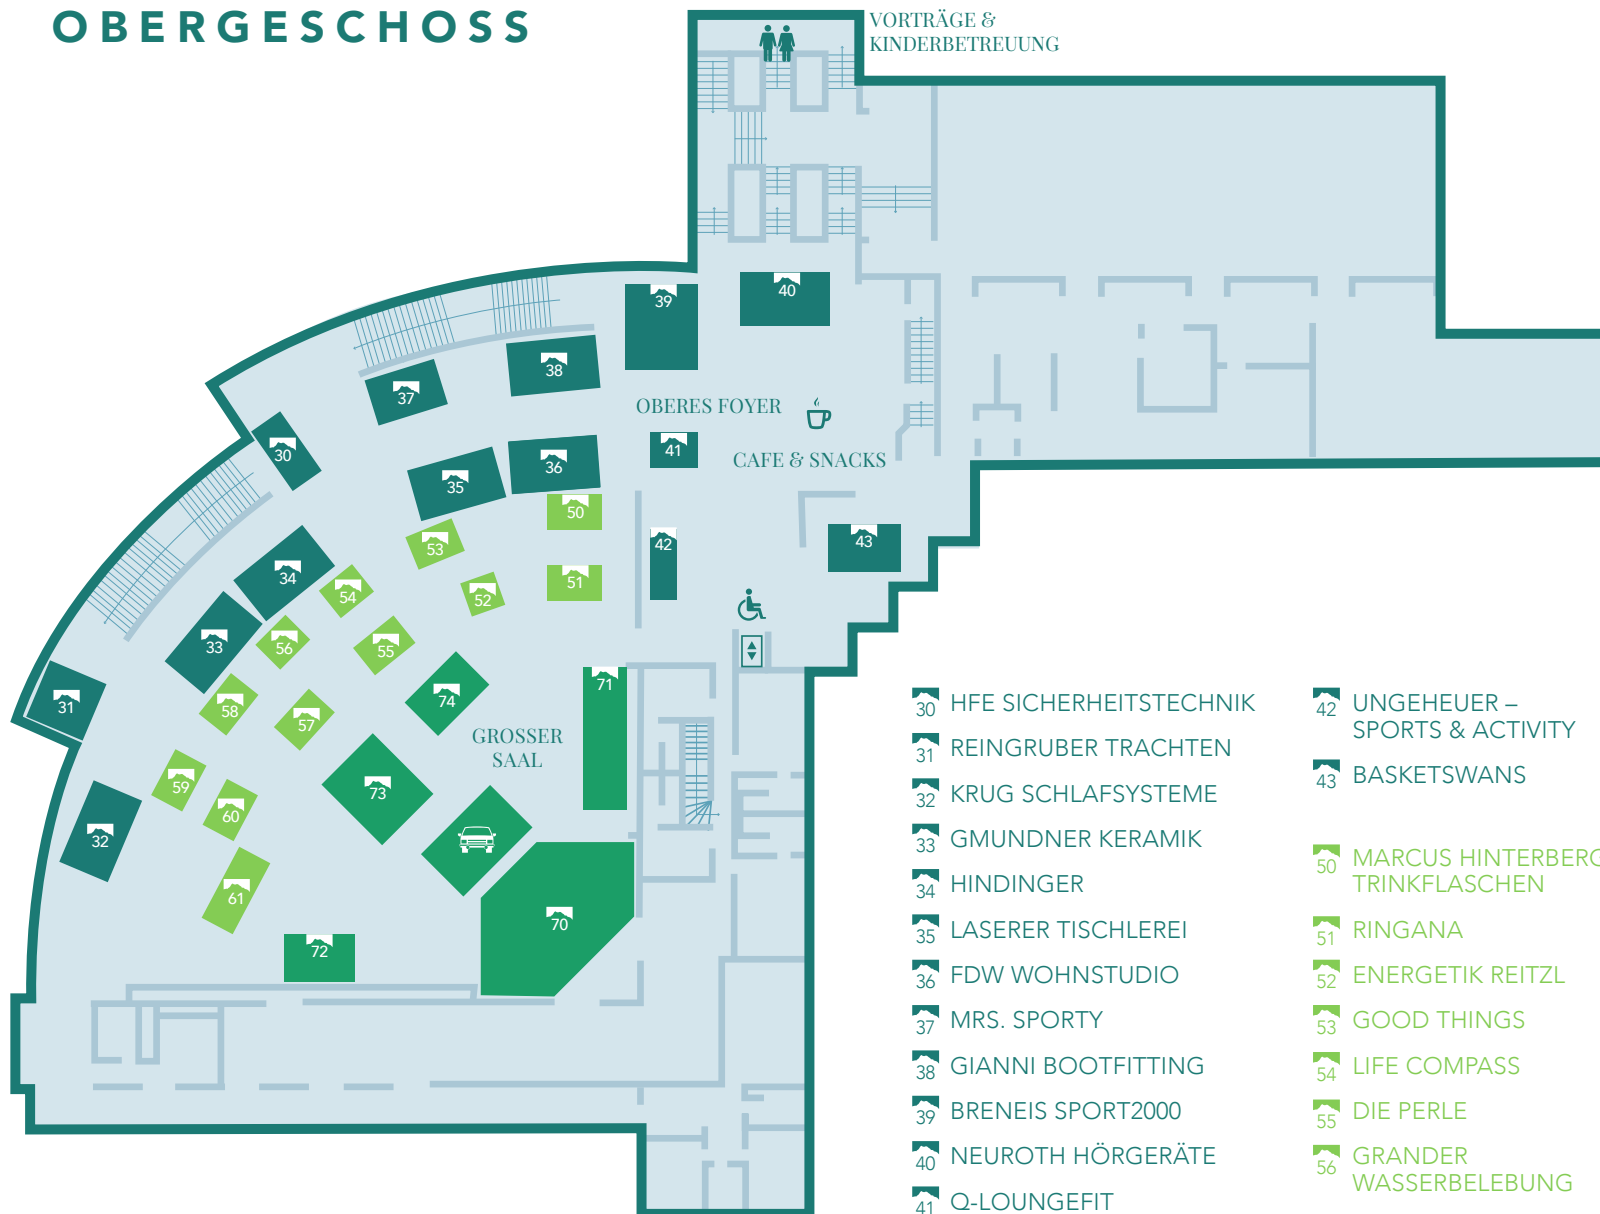 OBERGESCHOSS
VORTRÄGE &
KINDERBETREUUNG
39
40
38
37
OBERES FOYER
41
30
36
CAFE & SNACKS
35
50
42
43
53
34
51
54
52
33
56
55
31
58
74
71
57
GROSSER
SAAL
59
73
60
32
61
70
72
30 HFE SICHERHEITSTECHNIK
31 REINGRUBER TRACHTEN
32 KRUG SCHLAFSYSTEME
33 GMUNDNER KERAMIK
34 HINDINGER
35 LASERER TISCHLEREI
36 FDW WOHNSTUDIO
37 MRS. SPORTY
38 GIANNI BOOTFITTING
39 BRENEIS SPORT2000
40 NEUROTH HÖRGERÄTE
41 Q-LOUNGEFIT
42 UNGEHEUER –
SPORTS & ACTIVITY
43 BASKETSWANS
50 MARCUS HINTERBERG
TRINKFLASCHEN
51 RINGANA
52 ENERGETIK REITZL
53 GOOD THINGS
54 LIFE COMPASS
55 DIE PERLE
56 GRANDER
WASSERBELEBUNG